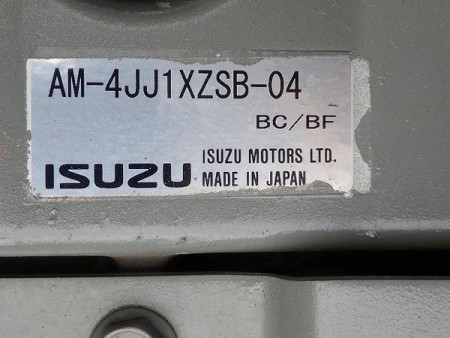 AM-4JJ1XZSB-04
BC/BF
ISUZU MOTORS LTD.
ISUZU MADE IN JAPAN